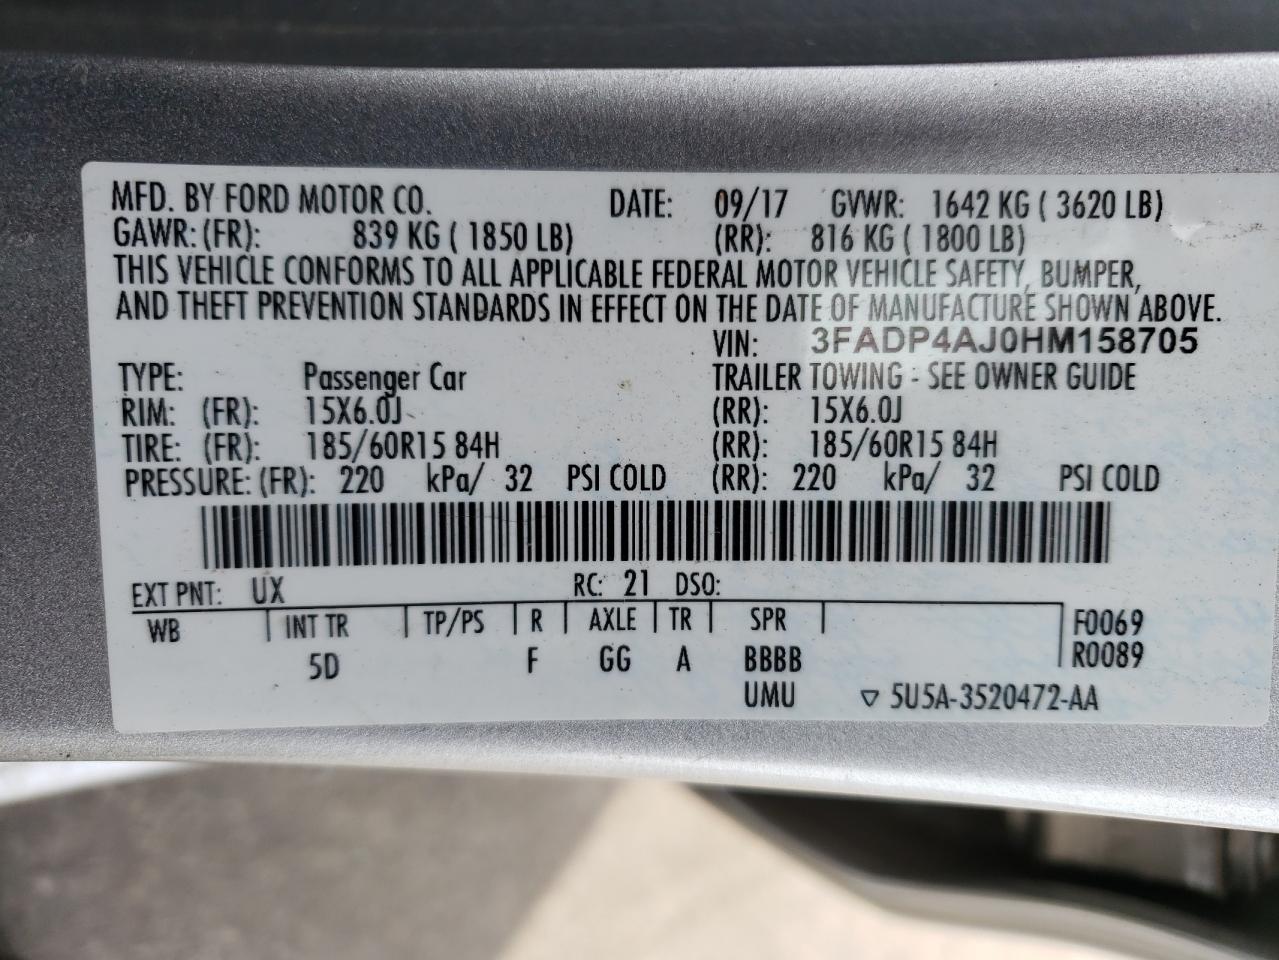 MFD. BY FORD MOTOR CO. DATE: 09/17 GVWR: 1642 KG ( 3620 LB)
GAWR: (FR): 839 KG ( 1850 LB) (RR): 816 KG ( 1800 LB)
THIS VEHICLE CONFORMS TO ALL APPLICABLE FEDERAL MOTOR VEHICLE SAFETY, BUMPER,
AND THEFT PREVENTION STANDARDS IN EFFECT ON THE DATE OF MANUFACTURE SHOWN ABOVE.
VIN: 3FADP4AJ0HM158705
TYPE: Passenger Car TRAILER TOWING - SEE OWNER GUIDE
RIM: (FR): 15X6.0J (RR): 15X6.0J
TIRE: (FR): 185/60R15 84H (RR): 185/60R15 84H
PRESSURE: (FR): 220 kPa/ 32 PSI COLD (RR): 220 kPa/ 32 PSI COLD
EXT PNT: UX RC: 21 DSO:
WB | INT TR | TP/PS | R | AXLE | TR | SPR | F0069
5D F GG A BBBB R0089
UMU ▽ 5U5A-3520472-AA